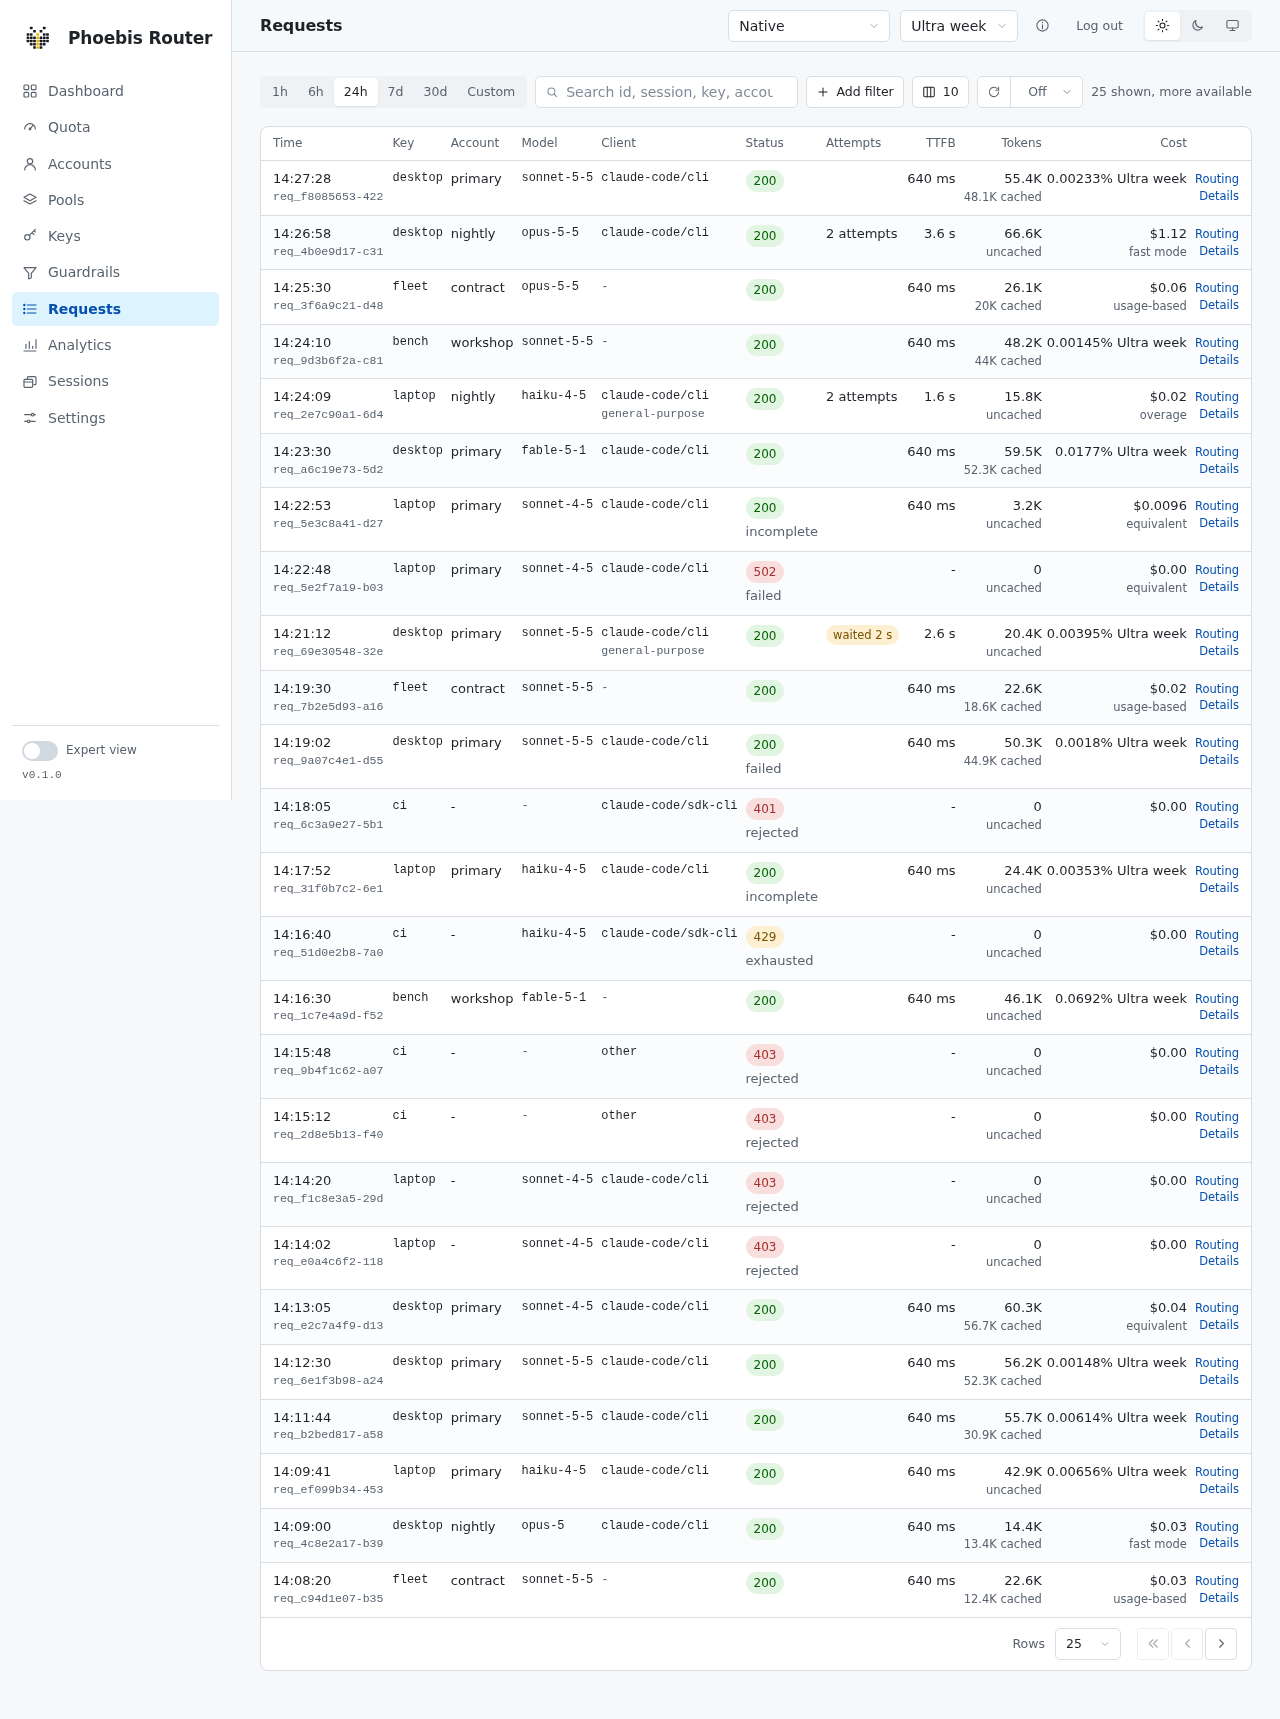 Phoebis Router
Requests
Native
Ultra week
Log out
Dashboard
Quota
Accounts
Pools
Keys
Guardrails
Requests
Analytics
Sessions
Settings
Expert view
v0.1.0
1h 6h 24h 7d 30d Custom
Search id, session, key, accou
Add filter
10
Off
25 shown, more available
Time Key Account Model Client Status Attempts TTFB Tokens Cost
14:27:28 desktop primary sonnet-5-5 claude-code/cli 200 640 ms 55.4K 0.00233% Ultra week Routing
req_f8085653-422 48.1K cached Details
14:26:58 desktop nightly opus-5-5 claude-code/cli 200 2 attempts 3.6 s 66.6K $1.12 Routing
req_4b0e9d17-c31 uncached fast mode Details
14:25:30 fleet contract opus-5-5 - 200 640 ms 26.1K $0.06 Routing
req_3f6a9c21-d48 20K cached usage-based Details
14:24:10 bench workshop sonnet-5-5 - 200 640 ms 48.2K 0.00145% Ultra week Routing
req_9d3b6f2a-c81 44K cached Details
14:24:09 laptop nightly haiku-4-5 claude-code/cli 200 2 attempts 1.6 s 15.8K $0.02 Routing
req_2e7c90a1-6d4 general-purpose uncached overage Details
14:23:30 desktop primary fable-5-1 claude-code/cli 200 640 ms 59.5K 0.0177% Ultra week Routing
req_a6c19e73-5d2 52.3K cached Details
14:22:53 laptop primary sonnet-4-5 claude-code/cli 200 640 ms 3.2K $0.0096 Routing
req_5e3c8a41-d27 incomplete uncached equivalent Details
14:22:48 laptop primary sonnet-4-5 claude-code/cli 502 - 0 $0.00 Routing
req_5e2f7a19-b03 failed uncached equivalent Details
14:21:12 desktop primary sonnet-5-5 claude-code/cli 200 waited 2 s 2.6 s 20.4K 0.00395% Ultra week Routing
req_69e30548-32e general-purpose uncached Details
14:19:30 fleet contract sonnet-5-5 - 200 640 ms 22.6K $0.02 Routing
req_7b2e5d93-a16 18.6K cached usage-based Details
14:19:02 desktop primary sonnet-5-5 claude-code/cli 200 640 ms 50.3K 0.0018% Ultra week Routing
req_9a07c4e1-d55 failed 44.9K cached Details
14:18:05 ci - - claude-code/sdk-cli 401 - 0 $0.00 Routing
req_6c3a9e27-5b1 rejected uncached Details
14:17:52 laptop primary haiku-4-5 claude-code/cli 200 640 ms 24.4K 0.00353% Ultra week Routing
req_31f0b7c2-6e1 incomplete uncached Details
14:16:40 ci - haiku-4-5 claude-code/sdk-cli 429 - 0 $0.00 Routing
req_51d0e2b8-7a0 exhausted uncached Details
14:16:30 bench workshop fable-5-1 - 200 640 ms 46.1K 0.0692% Ultra week Routing
req_1c7e4a9d-f52 uncached Details
14:15:48 ci - - other 403 - 0 $0.00 Routing
req_9b4f1c62-a07 rejected uncached Details
14:15:12 ci - - other 403 - 0 $0.00 Routing
req_2d8e5b13-f40 rejected uncached Details
14:14:20 laptop - sonnet-4-5 claude-code/cli 403 - 0 $0.00 Routing
req_f1c8e3a5-29d rejected uncached Details
14:14:02 laptop - sonnet-4-5 claude-code/cli 403 - 0 $0.00 Routing
req_e0a4c6f2-118 rejected uncached Details
14:13:05 desktop primary sonnet-4-5 claude-code/cli 200 640 ms 60.3K $0.04 Routing
req_e2c7a4f9-d13 56.7K cached equivalent Details
14:12:30 desktop primary sonnet-5-5 claude-code/cli 200 640 ms 56.2K 0.00148% Ultra week Routing
req_6e1f3b98-a24 52.3K cached Details
14:11:44 desktop primary sonnet-5-5 claude-code/cli 200 640 ms 55.7K 0.00614% Ultra week Routing
req_b2bed817-a58 30.9K cached Details
14:09:41 laptop primary haiku-4-5 claude-code/cli 200 640 ms 42.9K 0.00656% Ultra week Routing
req_ef099b34-453 uncached Details
14:09:00 desktop nightly opus-5 claude-code/cli 200 640 ms 14.4K $0.03 Routing
req_4c8e2a17-b39 13.4K cached fast mode Details
14:08:20 fleet contract sonnet-5-5 - 200 640 ms 22.6K $0.03 Routing
req_c94d1e07-b35 12.4K cached usage-based Details
Rows 25